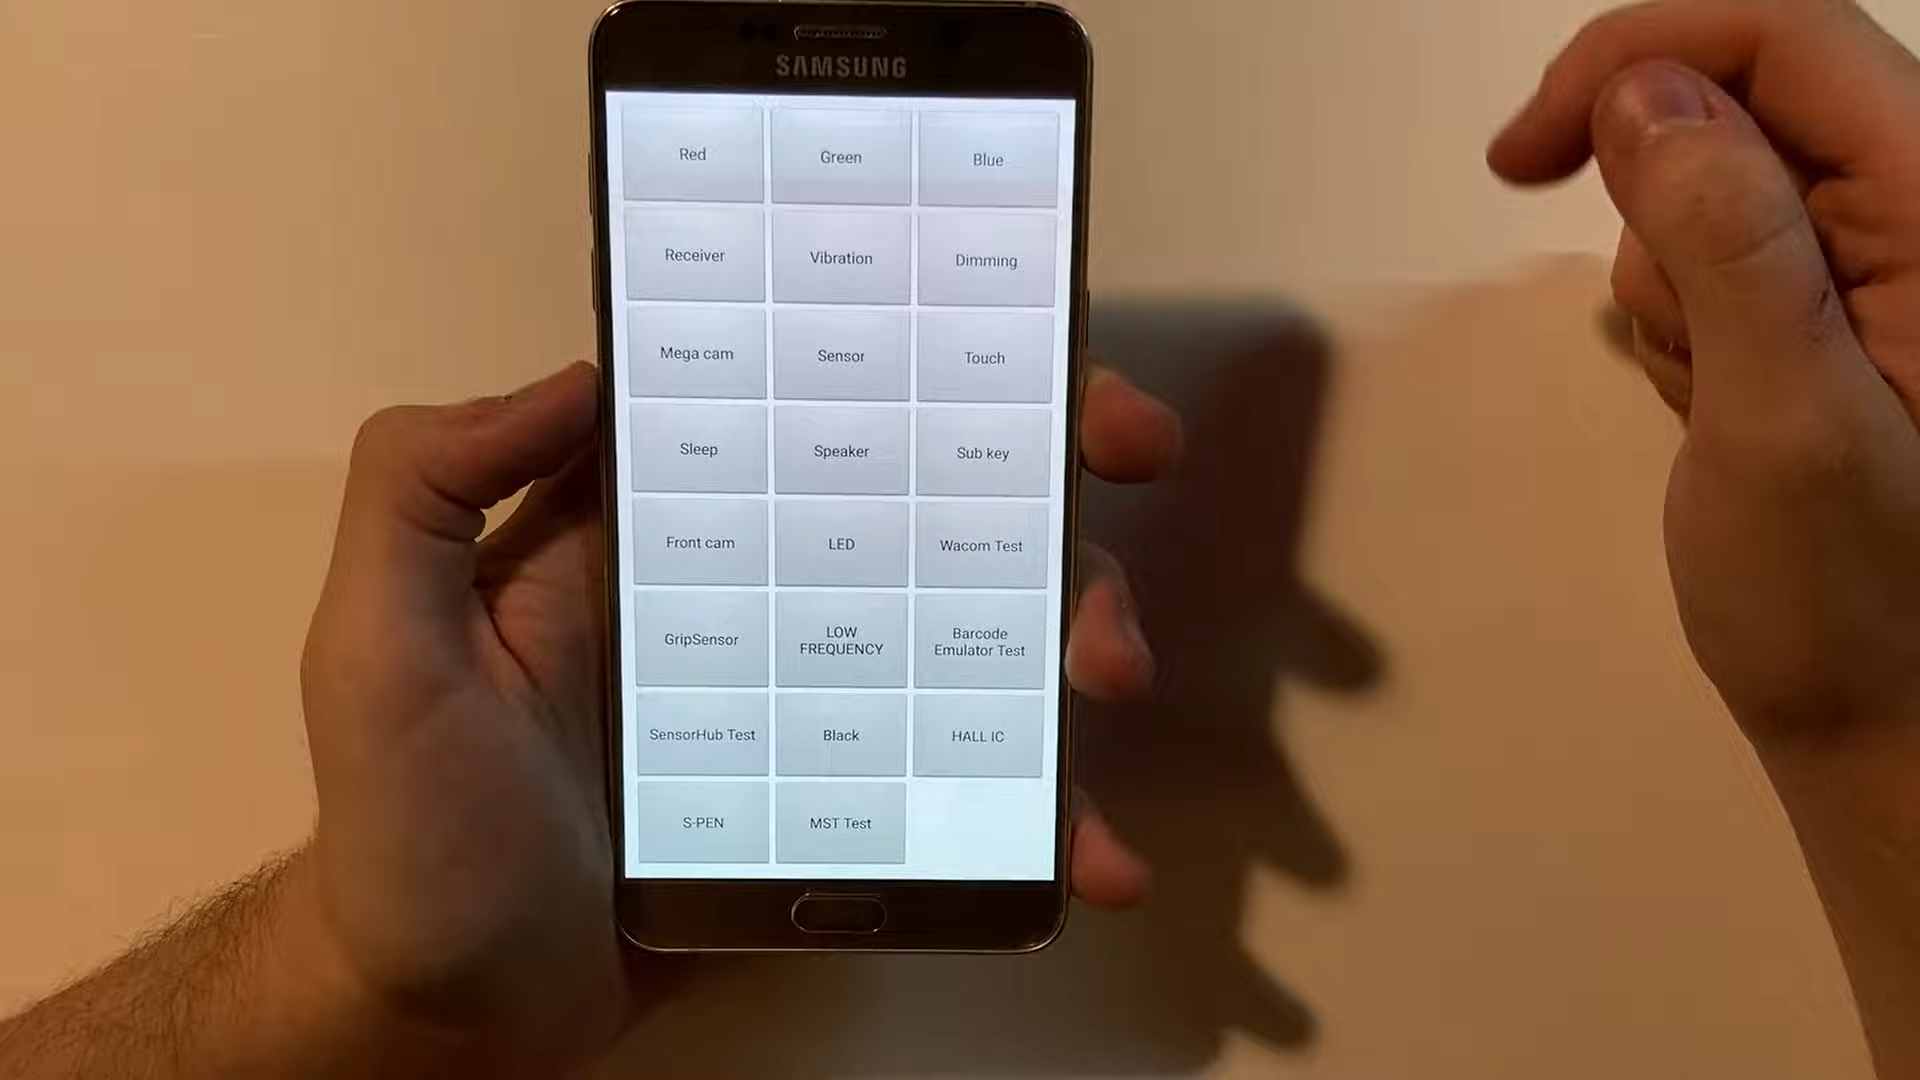 SAMSUNG
Red
Green
Blue
Receiver
Vibration
Dimming
Mega cam
Sensor
Touch
Sleep
Speaker
Sub key
Front cam
LED
Wacom Test
GripSensor
LOW
FREQUENCY
Barcode
Emulator Test
SensorHub Test
Black
HALL IC
S-PEN
MST Test